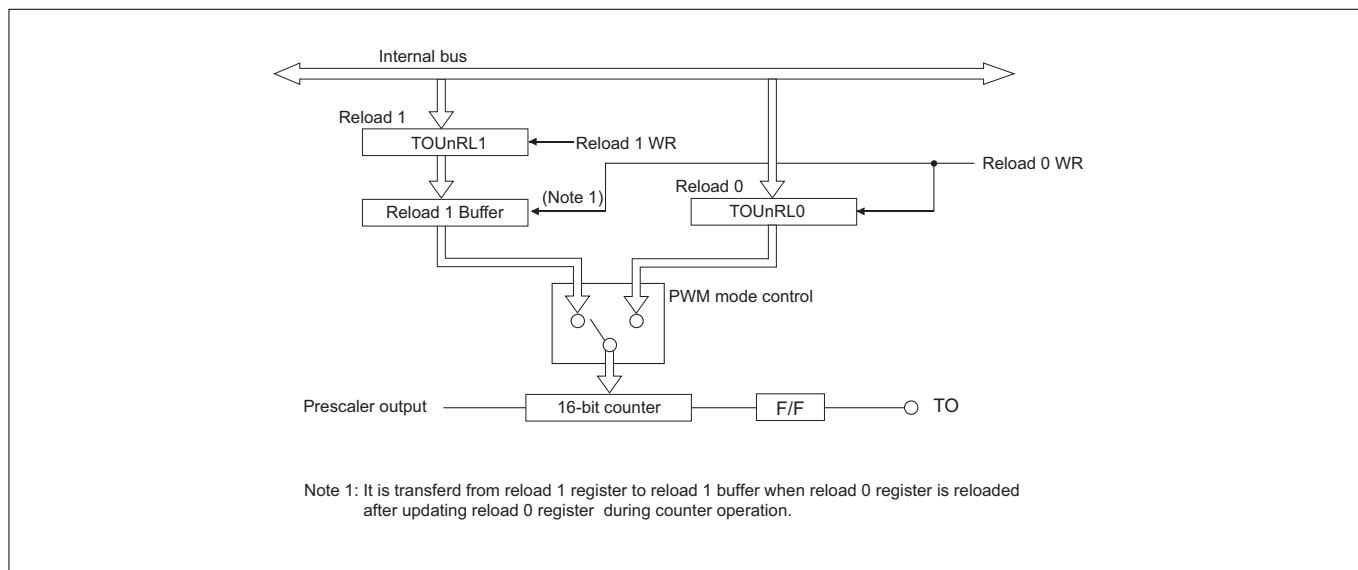 Internal bus
Reload 1
TOUnRL1
Reload 1 WR
Reload 0 WR
Reload 0
(Note 1)
Reload 1 Buffer
TOUnRL0
PWM mode control
Prescaler output
16-bit counter
F/F
TO
Note 1: It is transferd from reload 1 register to reload 1 buffer when reload 0 register is reloaded
after updating reload 0 register during counter operation.